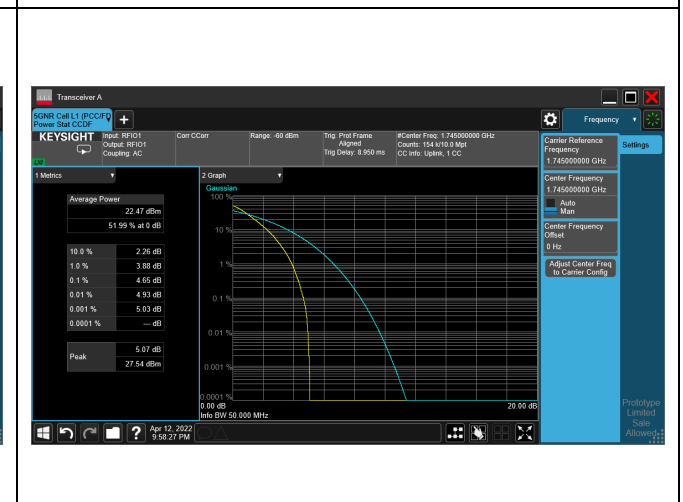 Transceiver A
5GNR Cell L1 (PCC/FD
Power Stat CCDF
Frequency
KEYSIGHT
Input: RFIO1
Output: RFIO1
Coupling: AC
Corr CCorr
Range: -60 dBm
Trig: Prot Frame
Aligned
Trig Delay: 8.950 ms
#Center Freq: 1.745000000 GHz
Counts: 154 k/10.0 Mpt
CC Info: Uplink, 1 CC
LVI
1 Metrics
Average Power
22.47 dBm
51.99 % at 0 dB
10.0 % 2.26 dB
1.0 % 3.88 dB
0.1 % 4.65 dB
0.01 % 4.93 dB
0.001 % 5.03 dB
0.0001 % --- dB
Peak
5.07 dB
27.54 dBm
2 Graph
Gaussian
100 %
10 %
1 %
0.1 %
0.01 %
0.001 %
0.0001 %
0.00 dB
20.00 dB
Info BW 50.000 MHz
Carrier Reference
Frequency
1.745000000 GHz
Settings
Center Frequency
1.745000000 GHz
Auto
Man
Center Frequency
Offset
0 Hz
Adjust Center Freq
to Carrier Config
Prototype
Limited
Sale
Allowed
Apr 12, 2022
9:58:27 PM